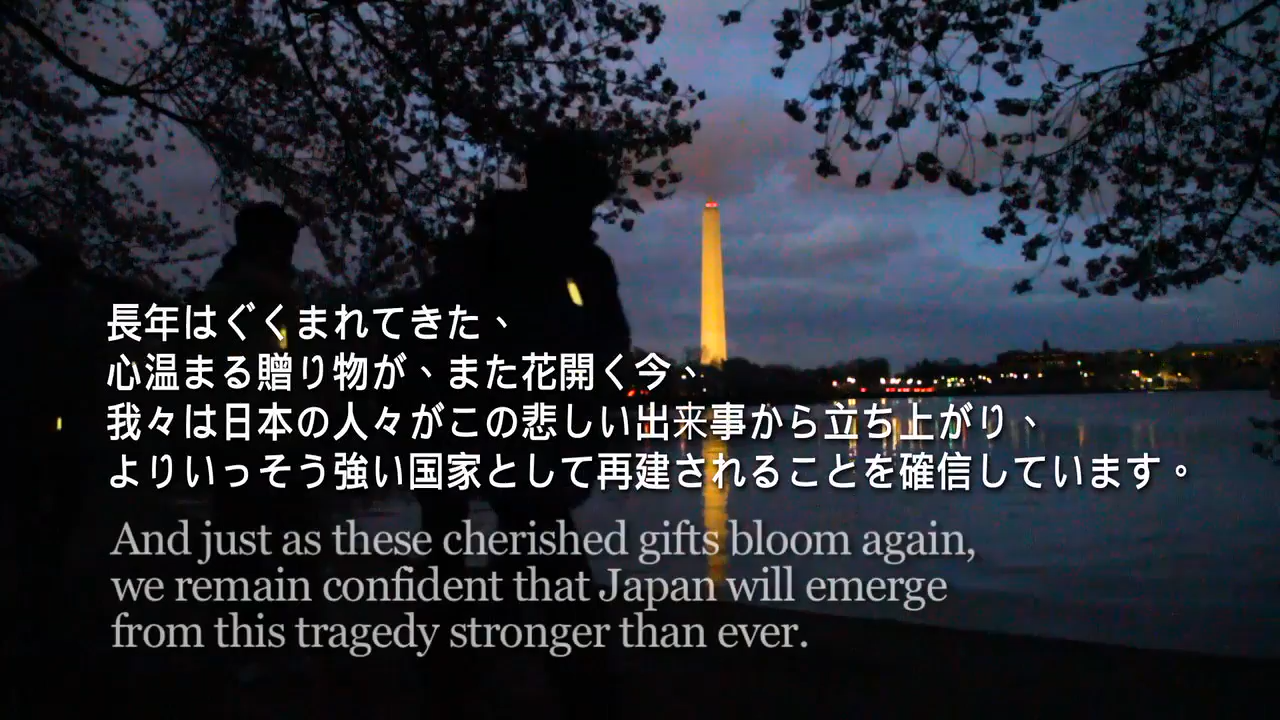 長年はぐくまれてきた、
心温まる贈り物が、また花開く今、
我々は日本の人々がこの悲しい出来事から立ち上がり、
よりいっそう強い国家として再建されることを確信しています。
And just as these cherished gifts bloom again,
we remain confident that Japan will emerge
from this tragedy stronger than ever.